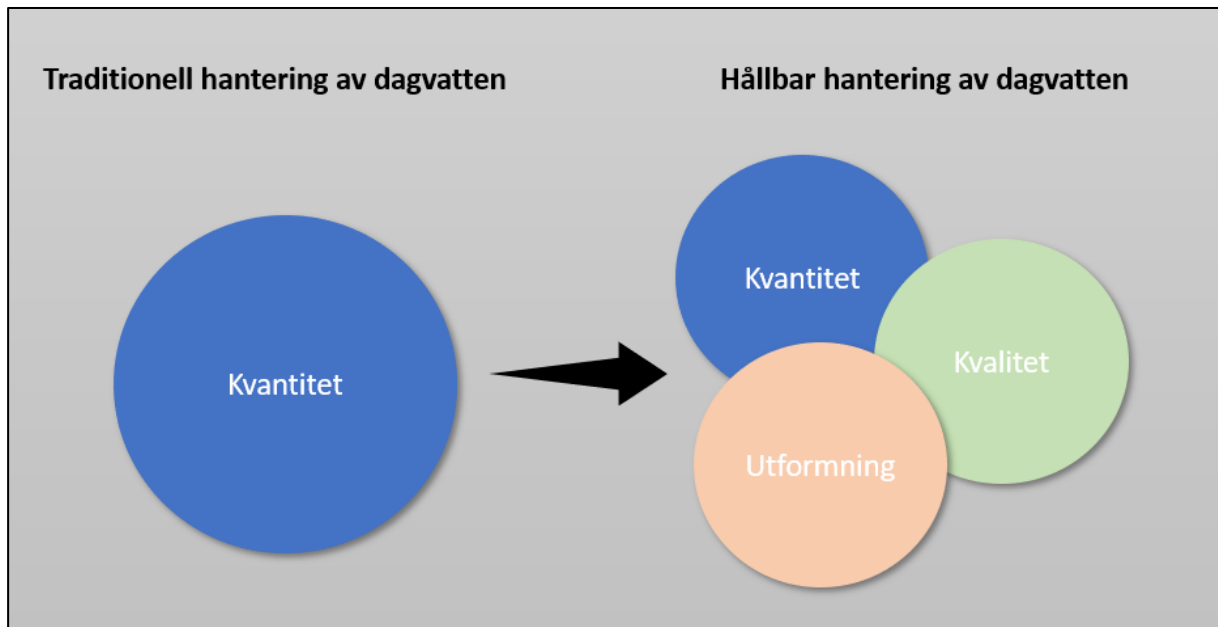 Traditionell hantering av dagvatten
Hållbar hantering av dagvatten
Kvantitet
Kvantitet
Kvalitet
Utformning